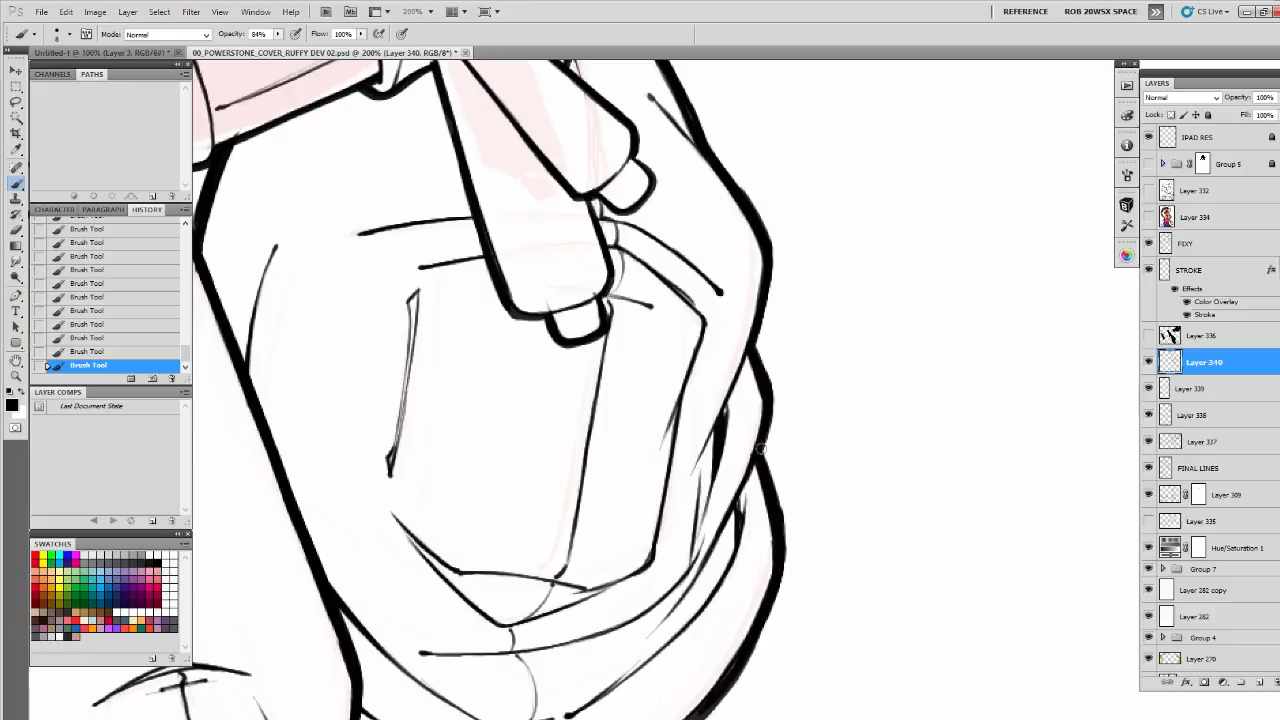 Ps File Edit Image Layer Select Filter View Window Help Br Mb 200% REFERENCE ROB 20WSX SPACE CS Live
8 Mode: Normal Opacity: 84% Flow: 100%
Untitled-1 @ 100% (Layer 3, RGB/8#) * 00_POWERSTONE_COVER_RUFFY DEV 02.psd @ 200% (Layer 340, RGB/8*) *
CHANNELS PATHS
CHARACTER PARAGRAPH HISTORY
Brush Tool
Brush Tool
Brush Tool
Brush Tool
Brush Tool
Brush Tool
Brush Tool
Brush Tool
Brush Tool
Brush Tool
Brush Tool
Brush Tool
LAYER COMPS
Last Document State
SWATCHES
LAYERS
Normal Opacity: 100%
Lock: Fill: 100%
IPAD RES
Group 5
Layer 332
Layer 334
FIXY
STROKE fx
Effects
Color Overlay
Stroke
Layer 336
Layer 340
Layer 339
Layer 338
Layer 337
FINAL LINES
Layer 309
Layer 335
Hue/Saturation 1
Group 7
Layer 282 copy
Layer 282
Group 4
Layer 270